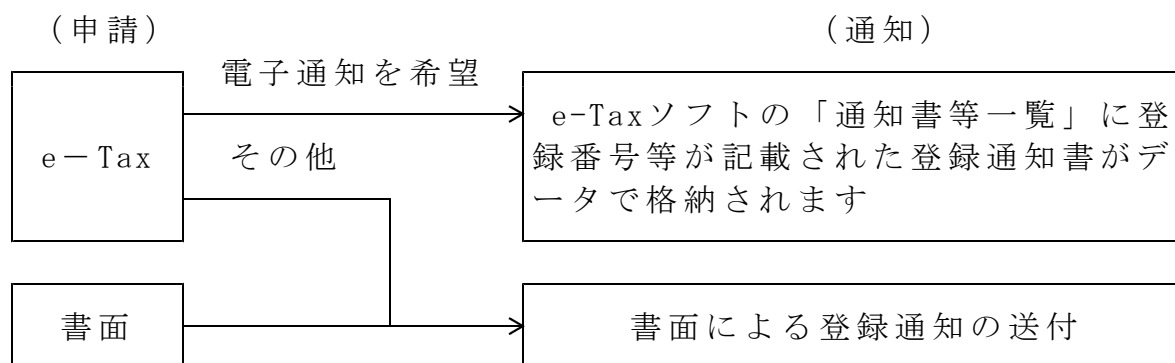 （申請）
（通知）
電子通知を希望
e－Tax
その他
e-Taxソフトの「通知書等一覧」に登
録番号等が記載された登録通知書がデ
ータで格納されます
書面
書面による登録通知の送付